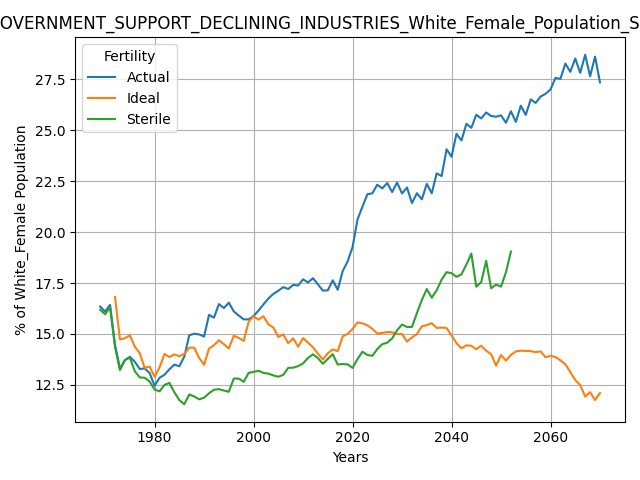 OVERNMENT_SUPPORT_DECLINING_INDUSTRIES_White_Female_Population_S
Fertility
Actual
Ideal
Sterile
27.5
25.0
22.5
20.0
17.5
15.0
12.5
% of White_Female Population
1980 2000 2020 2040 2060
Years